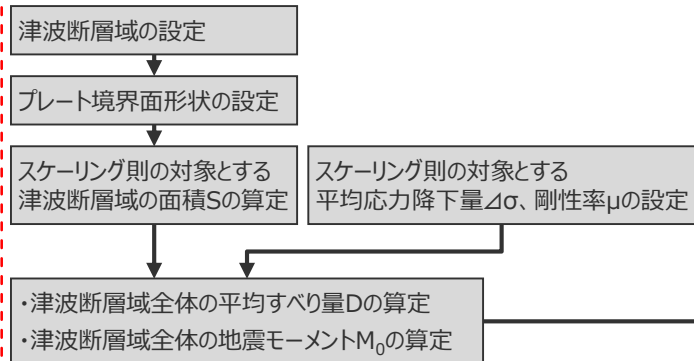 津波断層域の設定
プレート境界面形状の設定
スケーリング則の対象とする
津波断層域の面積Sの算定
スケーリング則の対象とする
平均応力降下量⊿σ、剛性率μの設定
・津波断層域全体の平均すべり量Dの算定
・津波断層域全体の地震モーメントM₀の算定